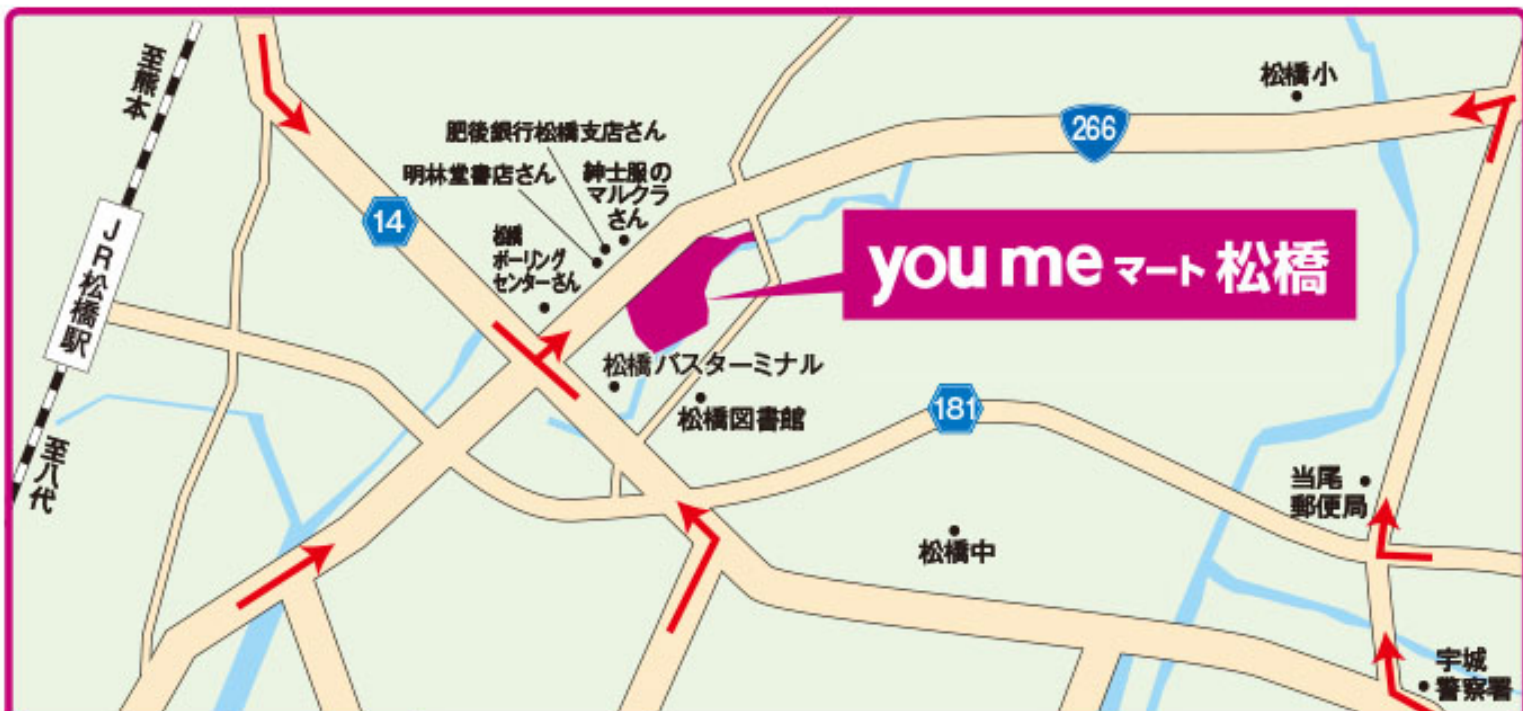 至熊本
JR松橋駅
至八代
14
肥後銀行松橋支店さん
明林堂書店さん
紳士服の
マルクラ
さん
松橋
ボーリング
センターさん
266
松橋小
you me マート 松橋
松橋バスターミナル
松橋図書館
181
松橋中
当尾
郵便局
宇城
警察署